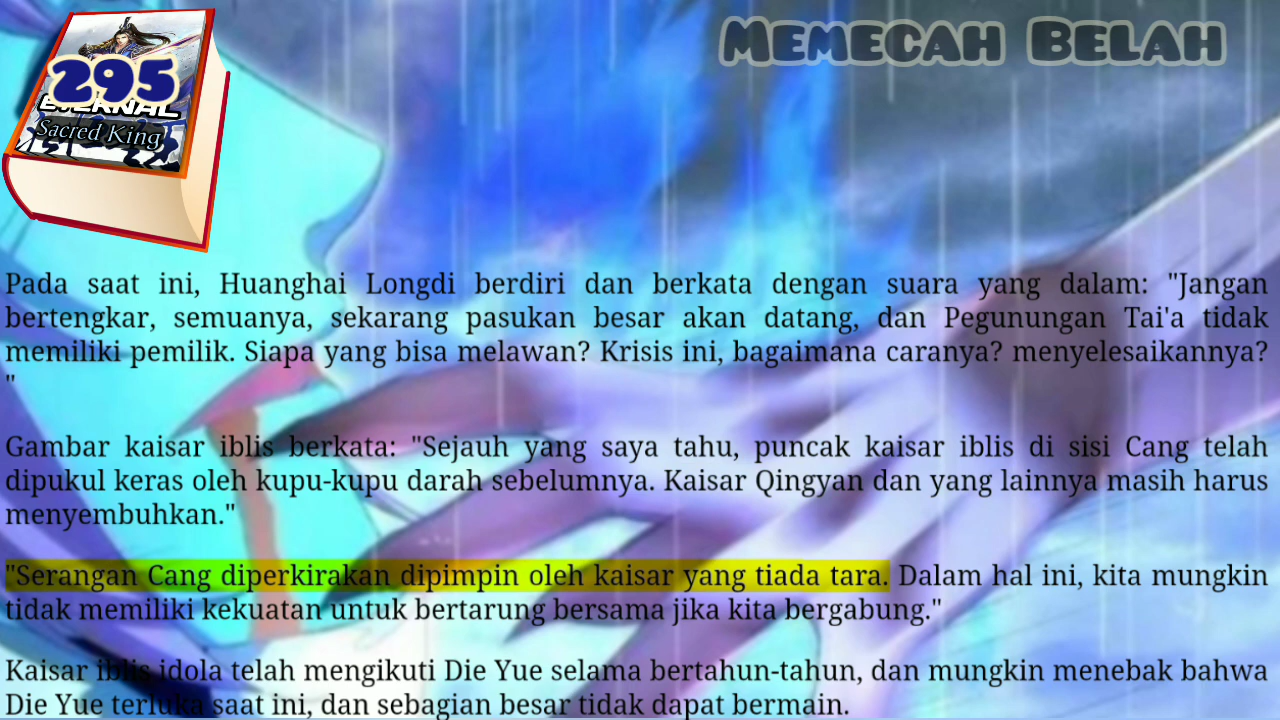 Memecah Belah
295
ETERNAL
Sacred King
Pada saat ini, Huanghai Longdi berdiri dan berkata dengan suara yang dalam: "Jangan
bertengkar, semuanya, sekarang pasukan besar akan datang, dan Pegunungan Tai'a tidak
memiliki pemilik. Siapa yang bisa melawan? Krisis ini, bagaimana caranya? menyelesaikannya?
"
Gambar kaisar iblis berkata: "Sejauh yang saya tahu, puncak kaisar iblis di sisi Cang telah
dipukul keras oleh kupu-kupu darah sebelumnya. Kaisar Qingyan dan yang lainnya masih harus
menyembuhkan."
"Serangan Cang diperkirakan dipimpin oleh kaisar yang tiada tara. Dalam hal ini, kita mungkin
tidak memiliki kekuatan untuk bertarung bersama jika kita bergabung."
Kaisar iblis idola telah mengikuti Die Yue selama bertahun-tahun, dan mungkin menebak bahwa
Die Yue terluka saat ini, dan sebagian besar tidak dapat bermain.